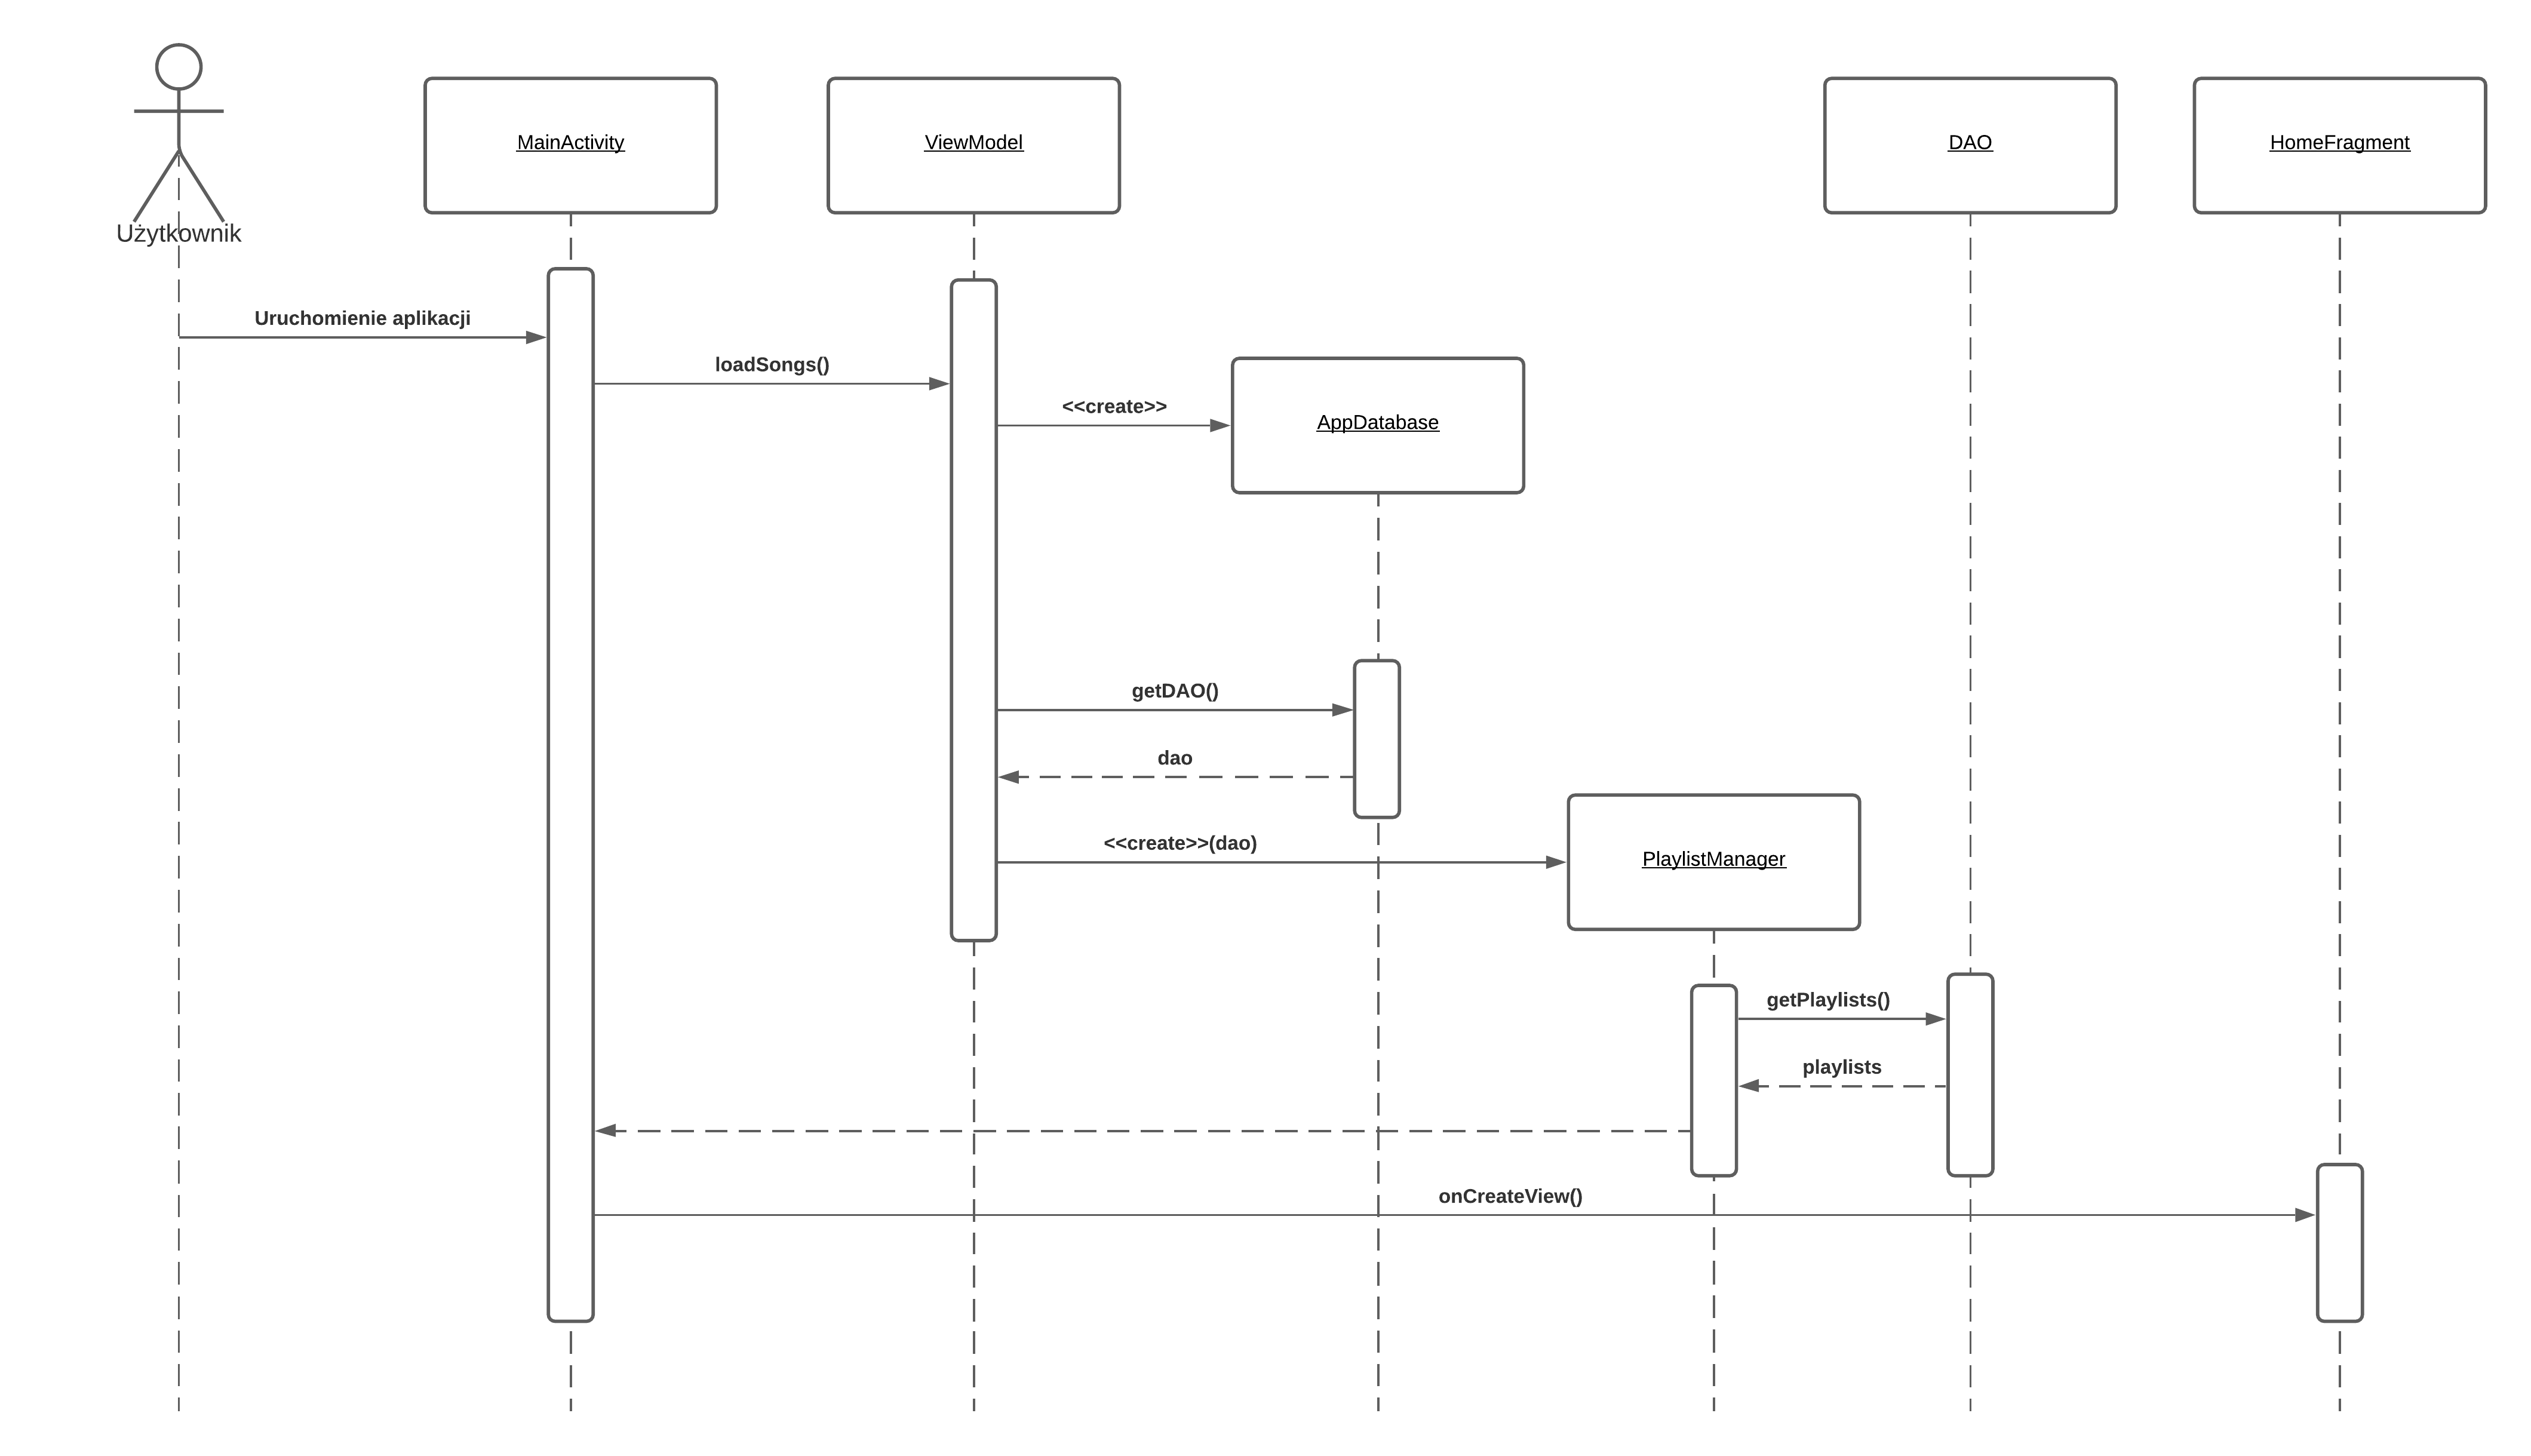 MainActivity
ViewModel
DAO
HomeFragment
Użytkownik
Uruchomienie aplikacji
loadSongs()
<<create>>
AppDatabase
getDAO()
dao
<<create>>(dao)
PlaylistManager
getPlaylists()
playlists
onCreateView()